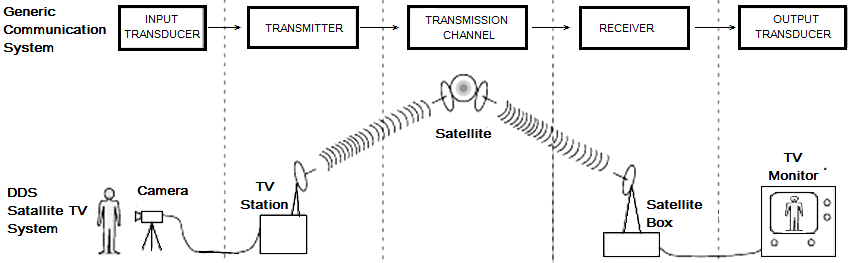 Generic
Communication
System
INPUT
TRANSDUCER
TRANSMITTER
TRANSMISSION
CHANNEL
RECEIVER
OUTPUT
TRANSDUCER
Satellite
DDS
Satallite TV
System
Camera
TV
Station
Satellite
Box
TV
Monitor